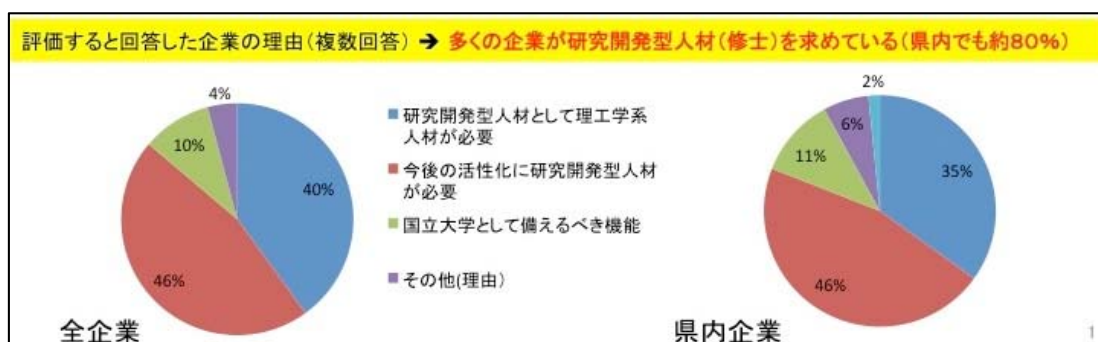 評価すると回答した企業の理由(複数回答) ➔ 多くの企業が研究開発型人材(修士)を求めている(県内でも約80%)
4%
10%
40%
46%
全企業
研究開発型人材として理工学系
人材が必要
今後の活性化に研究開発型人材
が必要
国立大学として備えるべき機能
その他(理由)
2%
6%
11%
35%
46%
県内企業
1